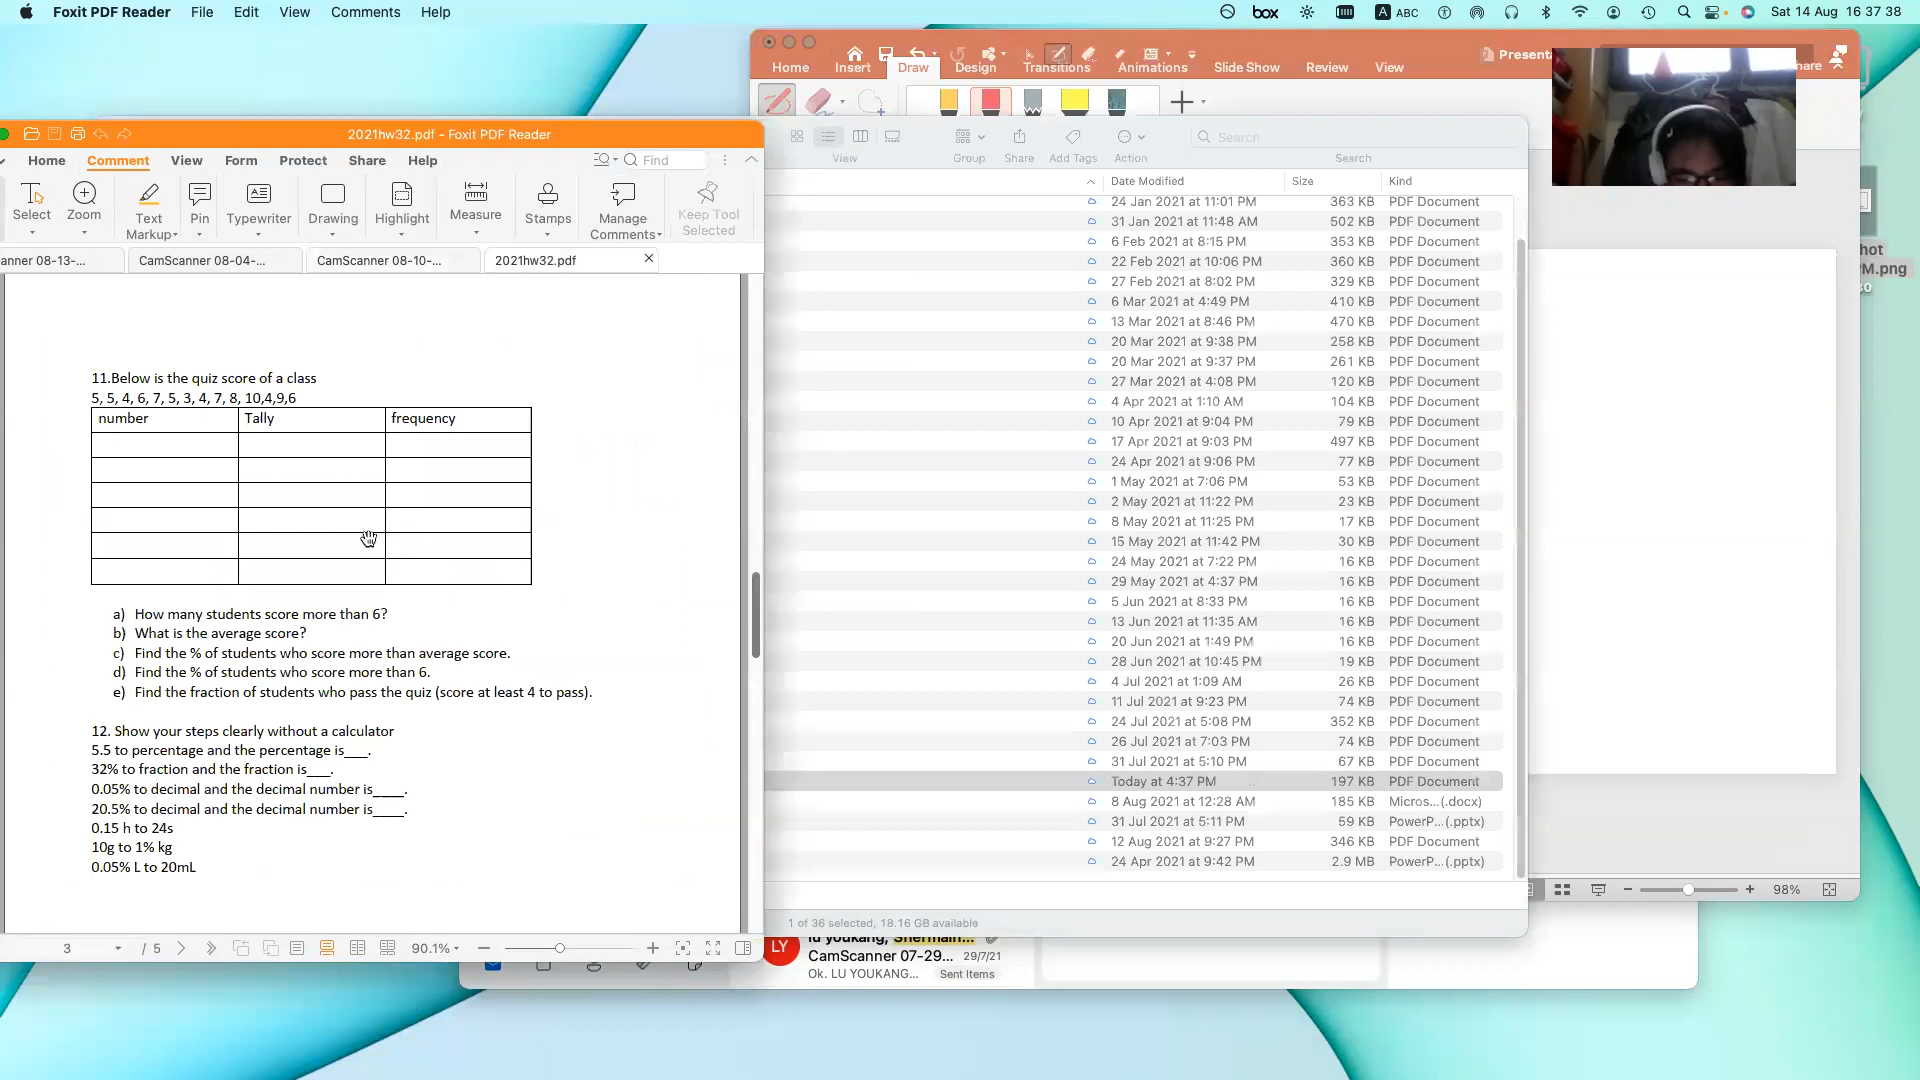 Foxit PDF Reader File Edit View Comments Help
box A ABC Sat 14 Aug 16 37 38
Home Insert Draw Design Transitions Animations Slide Show Review View
2021hw32.pdf - Foxit PDF Reader
Home Comment View Form Protect Share Help Find
Select Zoom Text Markup Pin Typewriter Drawing Highlight Measure Stamps Manage Comments Keep Tool Selected
anner 08-13-... CamScanner 08-04-... CamScanner 08-10-... 2021hw32.pdf
11.Below is the quiz score of a class
5, 5, 4, 6, 7, 5, 3, 4, 7, 8, 10,4,9,6
number Tally frequency
a) How many students score more than 6?
b) What is the average score?
c) Find the % of students who score more than average score.
d) Find the % of students who score more than 6.
e) Find the fraction of students who pass the quiz (score at least 4 to pass).
12. Show your steps clearly without a calculator
5.5 to percentage and the percentage is___.
32% to fraction and the fraction is___.
0.05% to decimal and the decimal number is____.
20.5% to decimal and the decimal number is____.
0.15 h to 24s
10g to 1% kg
0.05% L to 20mL
3 / 5 90.1%
View Group Share Add Tags Action Search
Search
Date Modified Size Kind
24 Jan 2021 at 11:01 PM 363 KB PDF Document
31 Jan 2021 at 11:48 AM 502 KB PDF Document
6 Feb 2021 at 8:15 PM 353 KB PDF Document
22 Feb 2021 at 10:06 PM 360 KB PDF Document
27 Feb 2021 at 8:02 PM 329 KB PDF Document
6 Mar 2021 at 4:49 PM 410 KB PDF Document
13 Mar 2021 at 8:46 PM 470 KB PDF Document
20 Mar 2021 at 9:38 PM 258 KB PDF Document
20 Mar 2021 at 9:37 PM 261 KB PDF Document
27 Mar 2021 at 4:08 PM 120 KB PDF Document
4 Apr 2021 at 1:10 AM 104 KB PDF Document
10 Apr 2021 at 9:04 PM 79 KB PDF Document
17 Apr 2021 at 9:03 PM 497 KB PDF Document
24 Apr 2021 at 9:06 PM 77 KB PDF Document
1 May 2021 at 7:06 PM 53 KB PDF Document
2 May 2021 at 11:22 PM 23 KB PDF Document
8 May 2021 at 11:25 PM 17 KB PDF Document
15 May 2021 at 11:42 PM 30 KB PDF Document
24 May 2021 at 7:22 PM 16 KB PDF Document
29 May 2021 at 4:37 PM 16 KB PDF Document
5 Jun 2021 at 8:33 PM 16 KB PDF Document
13 Jun 2021 at 11:35 AM 16 KB PDF Document
20 Jun 2021 at 1:49 PM 16 KB PDF Document
28 Jun 2021 at 10:45 PM 19 KB PDF Document
4 Jul 2021 at 1:09 AM 26 KB PDF Document
11 Jul 2021 at 9:23 PM 74 KB PDF Document
24 Jul 2021 at 5:08 PM 352 KB PDF Document
26 Jul 2021 at 7:03 PM 74 KB PDF Document
31 Jul 2021 at 5:10 PM 67 KB PDF Document
Today at 4:37 PM 197 KB PDF Document
8 Aug 2021 at 12:28 AM 185 KB Micros...(.docx)
31 Jul 2021 at 5:11 PM 59 KB PowerP...(.pptx)
12 Aug 2021 at 9:27 PM 346 KB PDF Document
24 Apr 2021 at 9:42 PM 2.9 MB PowerP...(.pptx)
1 of 36 selected, 18.16 GB available
98%
LY lu youkang, Shermain...
CamScanner 07-29... 29/7/21
Ok. LU YOUKANG... Sent Items